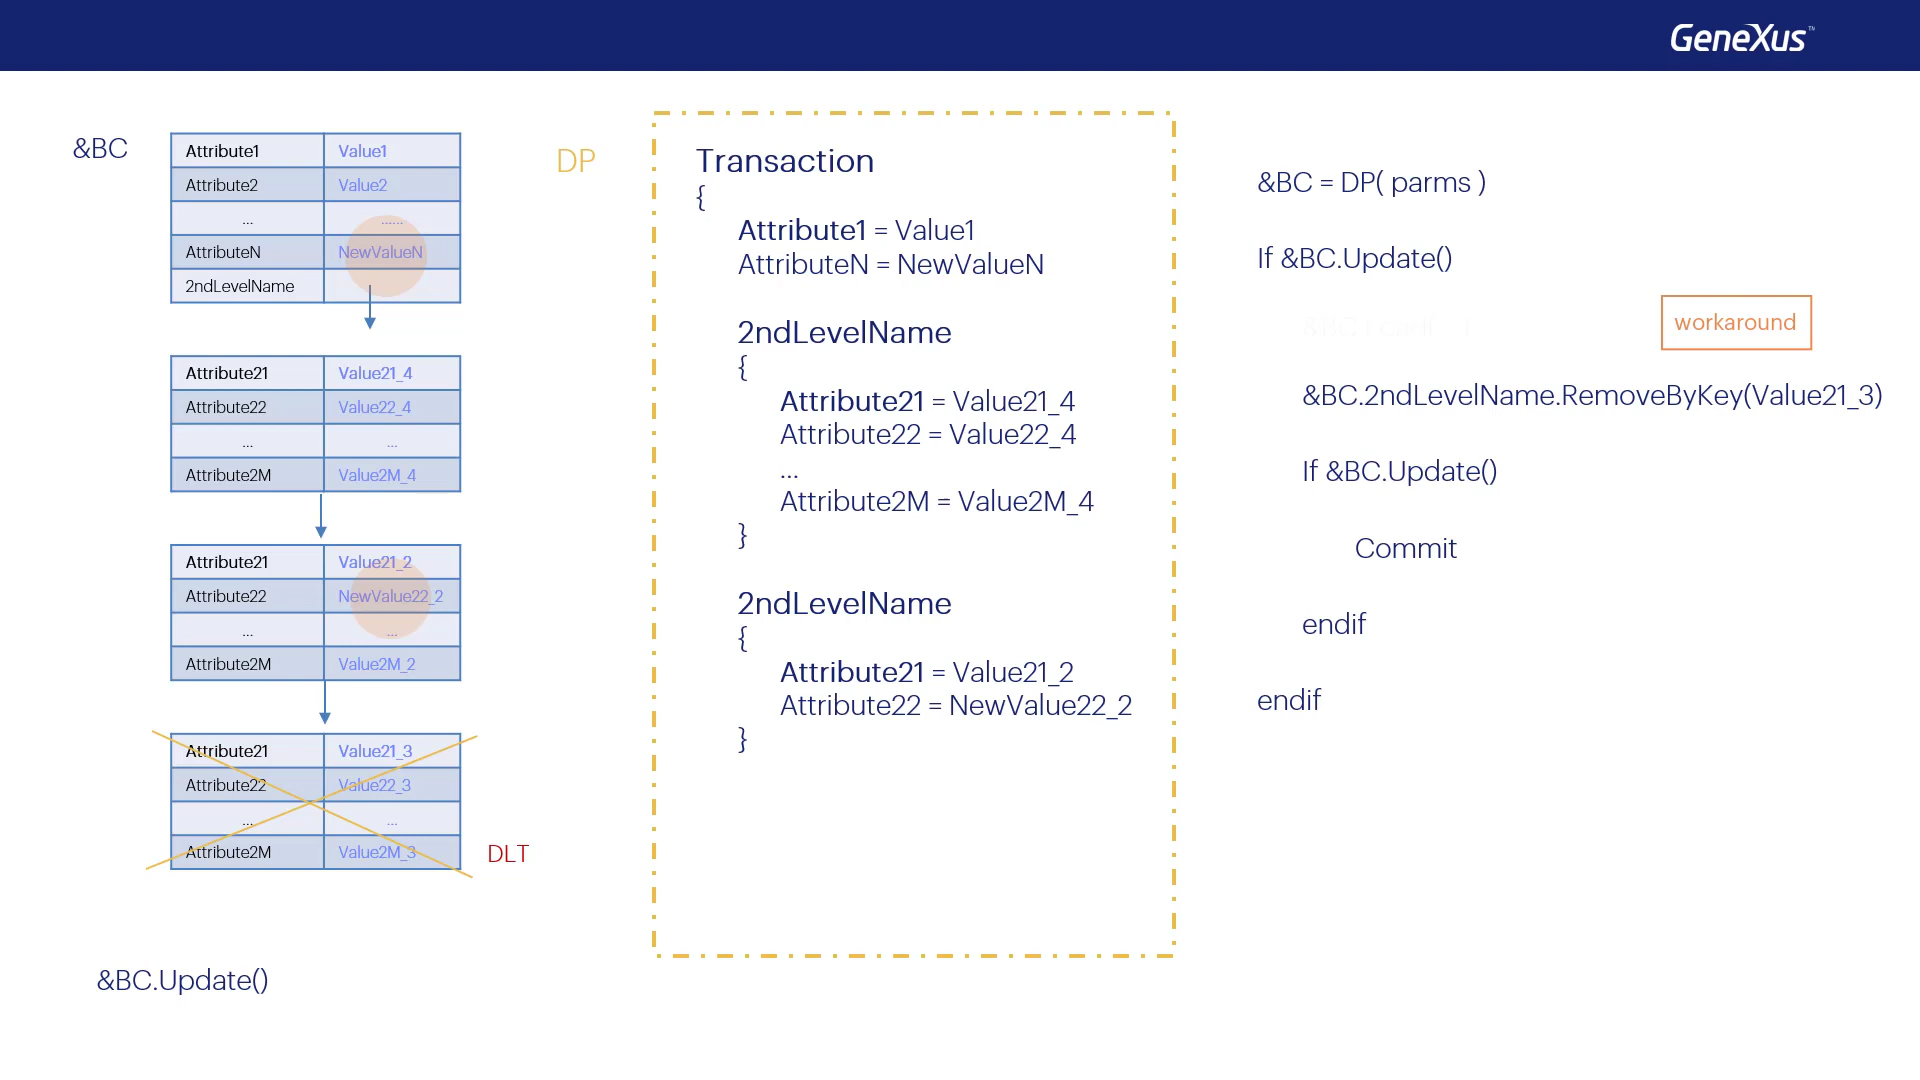 GeneXus™
&BC
Attribute1 Value1
Attribute2 Value2
... ......
AttributeN NewValueN
2ndLevelName
Attribute21 Value21_4
Attribute22 Value22_4
... ...
Attribute2M Value2M_4
Attribute21 Value21_2
Attribute22 NewValue22_2
... ...
Attribute2M Value2M_2
Attribute21 Value21_3
Attribute22 Value22_3
... ...
Attribute2M Value2M_3
DLT
&BC.Update()
DP
Transaction
{
Attribute1 = Value1
AttributeN = NewValueN
2ndLevelName
{
Attribute21 = Value21_4
Attribute22 = Value22_4
...
Attribute2M = Value2M_4
}
2ndLevelName
{
Attribute21 = Value21_2
Attribute22 = NewValue22_2
}
&BC = DP( parms )
If &BC.Update()
workaround
&BC.2ndLevelName.RemoveByKey(Value21_3)
If &BC.Update()
Commit
endif
endif